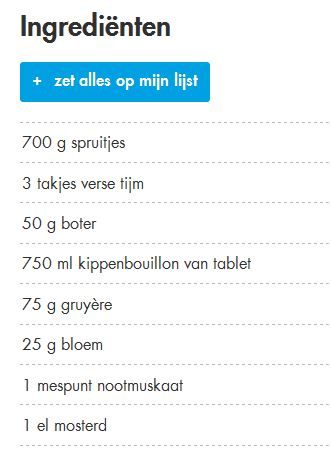 Ingrediënten
+ zet alles op mijn lijst
700 g spruitjes
3 takjes verse tijm
50 g boter
750 ml kippenbouillon van tablet
75 g gruyère
25 g bloem
1 mespunt nootmuskaat
1 el mosterd